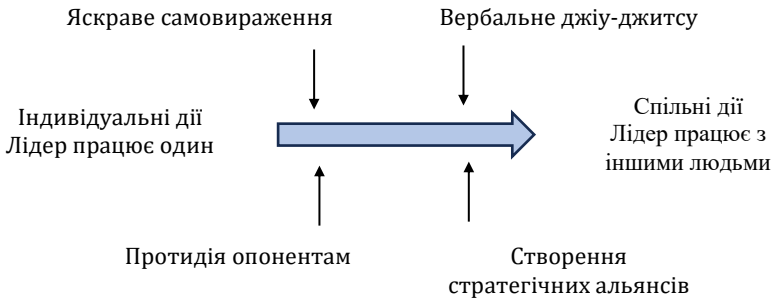 Яскраве самовираження
Вербальне джіу-джитсу
Індивідуальні дії
Лідер працює один
Спільні дії
Лідер працює з
іншими людьми
Протидія опонентам
Створення
стратегічних альянсів